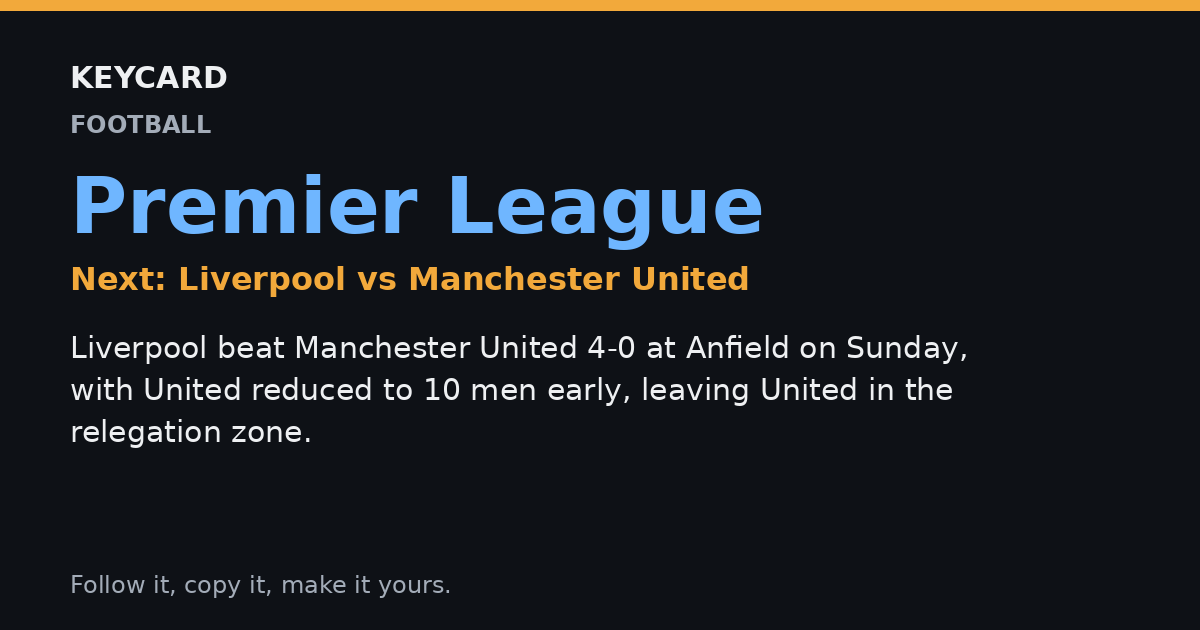 KEYCARD
FOOTBALL
Premier League
Next: Liverpool vs Manchester United
Liverpool beat Manchester United 4-0 at Anfield on Sunday,
with United reduced to 10 men early, leaving United in the
relegation zone.
Follow it, copy it, make it yours.